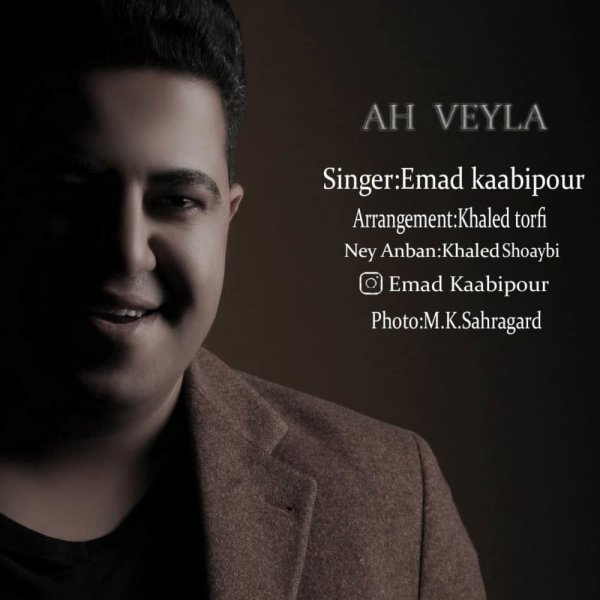 AH VEYLA
Singer:Emad kaabipour
Arrangement:Khaled torfi
Ney Anban:Khaled Shoaybi
Emad Kaabipour
Photo:M.K.Sahragard